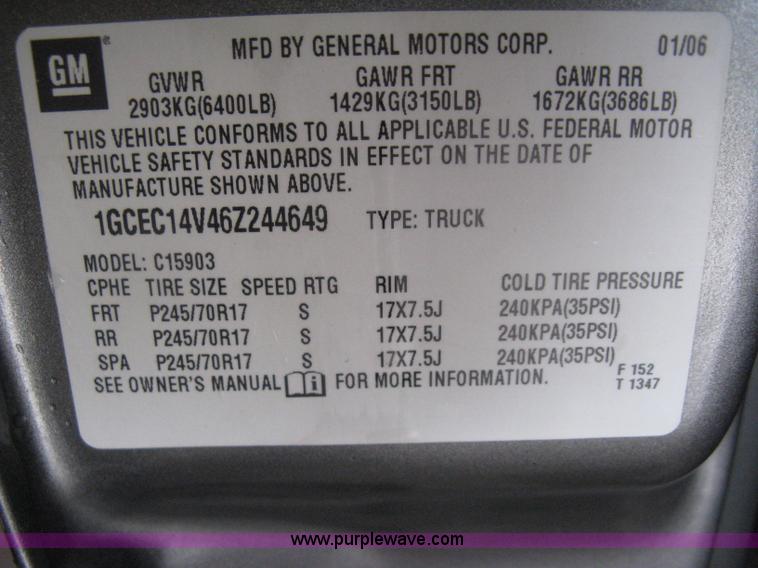 GM
MFD BY GENERAL MOTORS CORP. 01/06
GVWR GAWR FRT GAWR RR
2903KG(6400LB) 1429KG(3150LB) 1672KG(3686LB)
THIS VEHICLE CONFORMS TO ALL APPLICABLE U.S. FEDERAL MOTOR
VEHICLE SAFETY STANDARDS IN EFFECT ON THE DATE OF
MANUFACTURE SHOWN ABOVE.
1GCEC14V46Z244649 TYPE: TRUCK
MODEL: C15903
CPHE TIRE SIZE SPEED RTG RIM COLD TIRE PRESSURE
FRT P245/70R17 S 17X7.5J 240KPA(35PSI)
RR P245/70R17 S 17X7.5J 240KPA(35PSI)
SPA P245/70R17 S 17X7.5J 240KPA(35PSI)
F 152
SEE OWNER'S MANUAL i FOR MORE INFORMATION. T 1347
www.purplewave.com